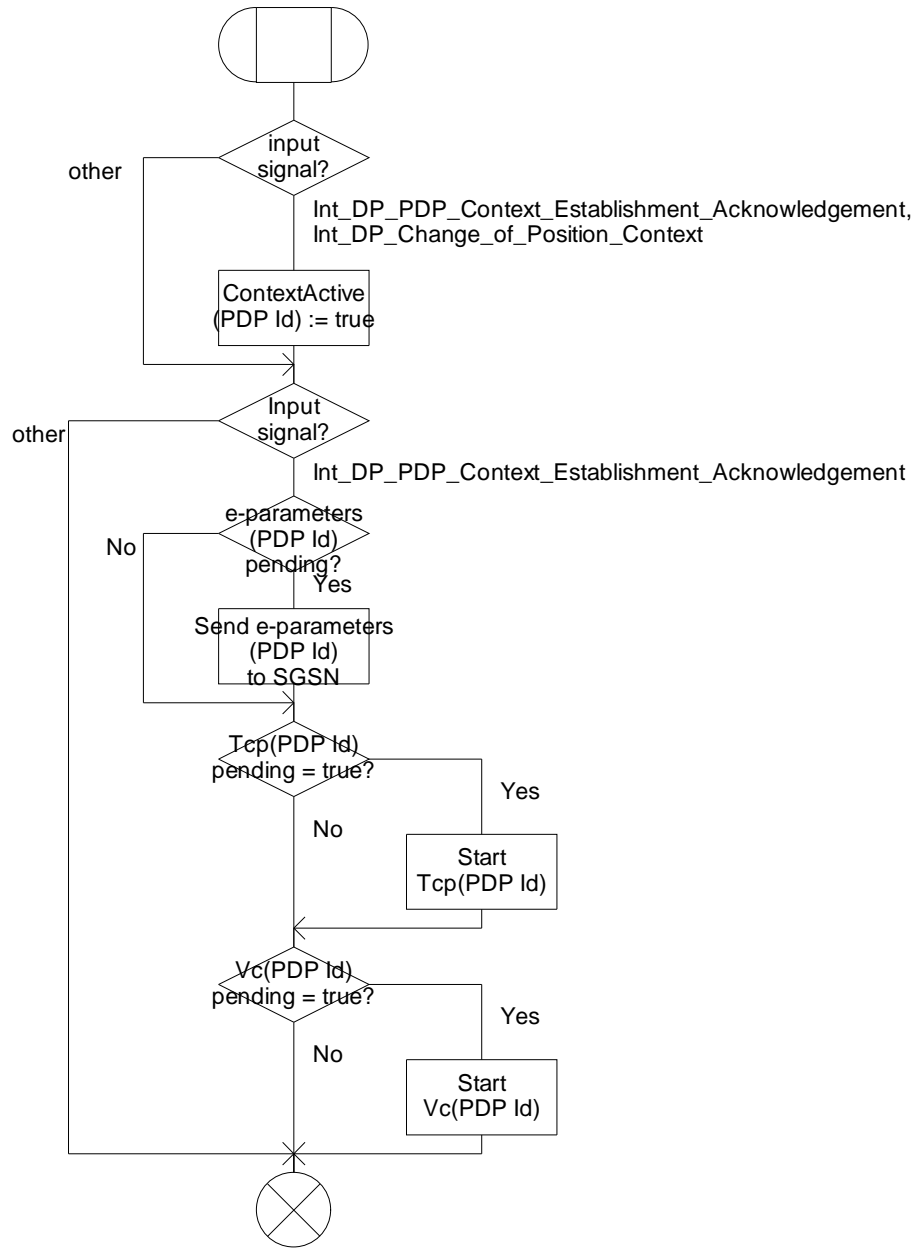 input
signal?
other
Int_DP_PDP_Context_Establishment_Acknowledgement,
Int_DP_Change_of_Position_Context
ContextActive
(PDP Id) := true
Input
signal?
other
Int_DP_PDP_Context_Establishment_Acknowledgement
e-parameters
(PDP Id)
pending?
No
Yes
Send e-parameters
(PDP Id)
to SGSN
Tcp(PDP Id)
pending = true?
Yes
No
Start
Tcp(PDP Id)
Vc(PDP Id)
pending = true?
Yes
No
Start
Vc(PDP Id)